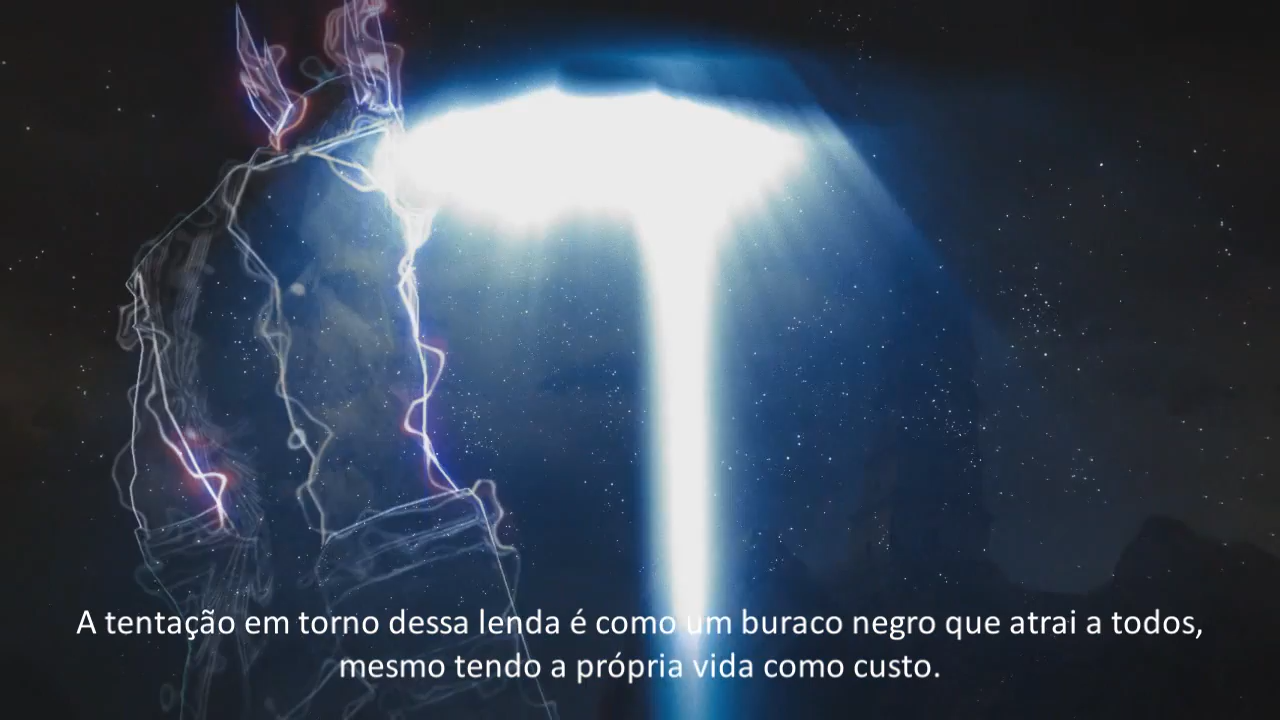 A tentação em torno dessa lenda é como um buraco negro que atrai a todos,
mesmo tendo a própria vida como custo.